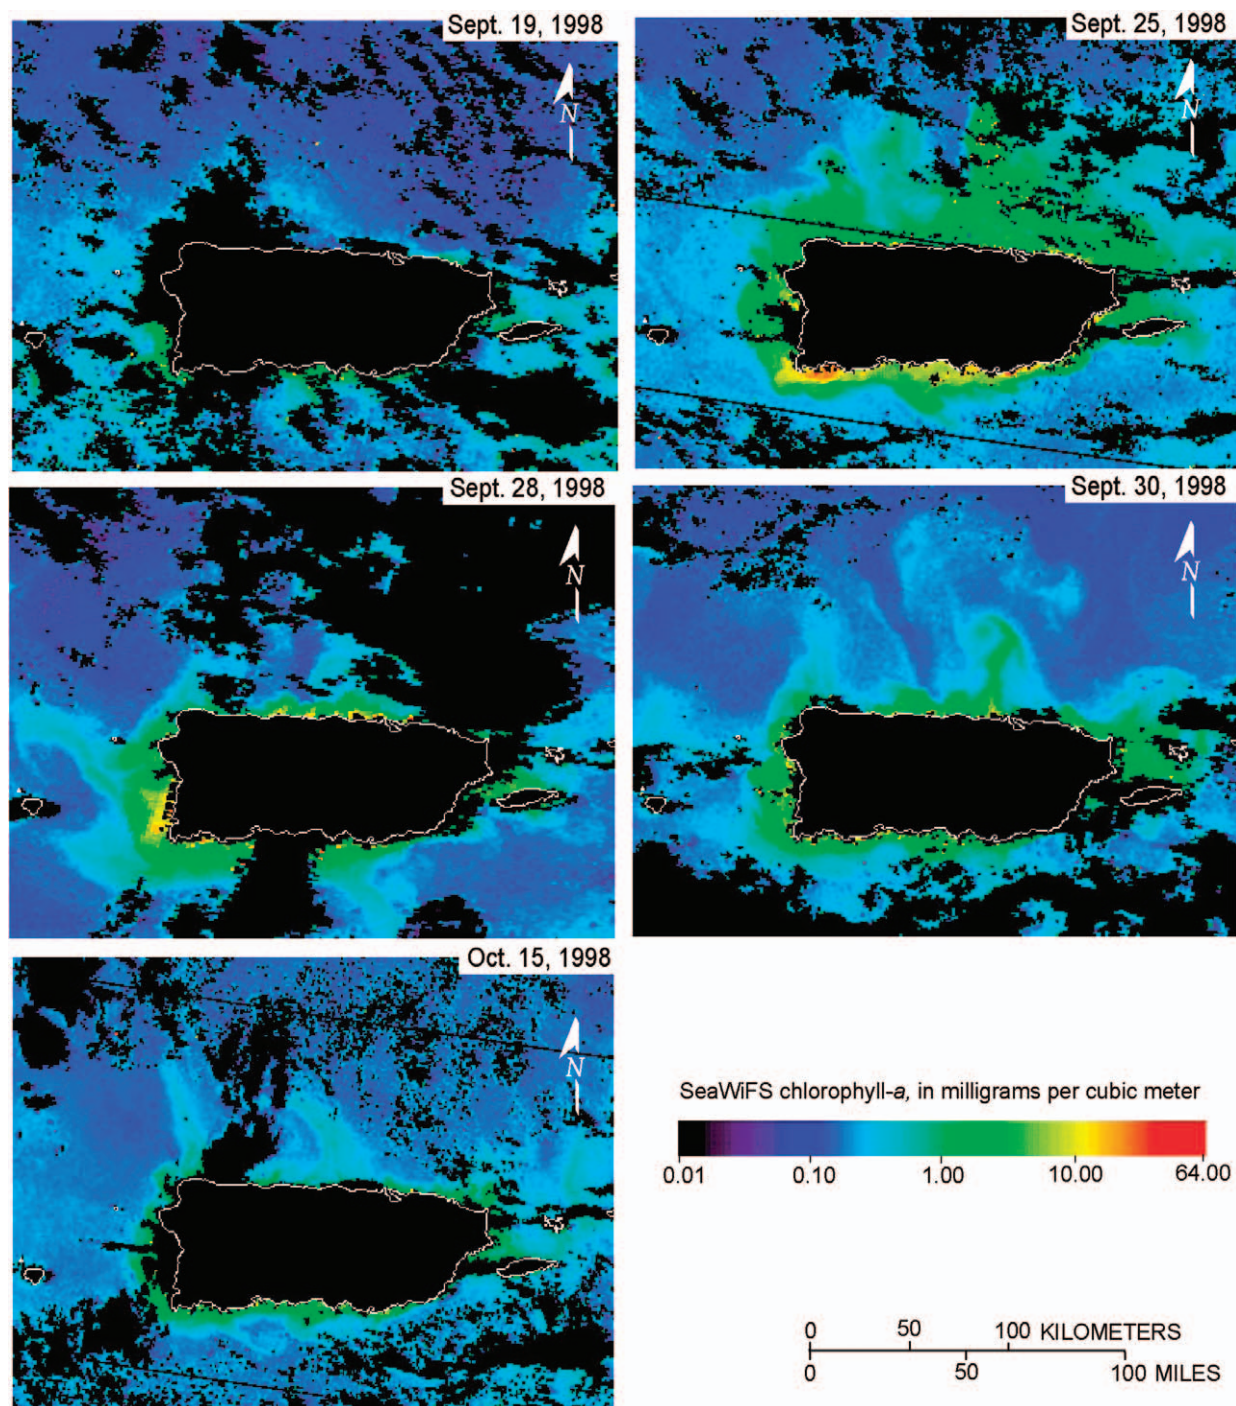 Sept. 19, 1998
Sept. 25, 1998
N
N
Sept. 28, 1998
Sept. 30, 1998
N
N
Oct. 15, 1998
N
SeaWiFS chlorophyll-a, in milligrams per cubic meter
0.01 0.10 1.00 10.00 64.00
0 50 100 KILOMETERS
0 50 100 MILES